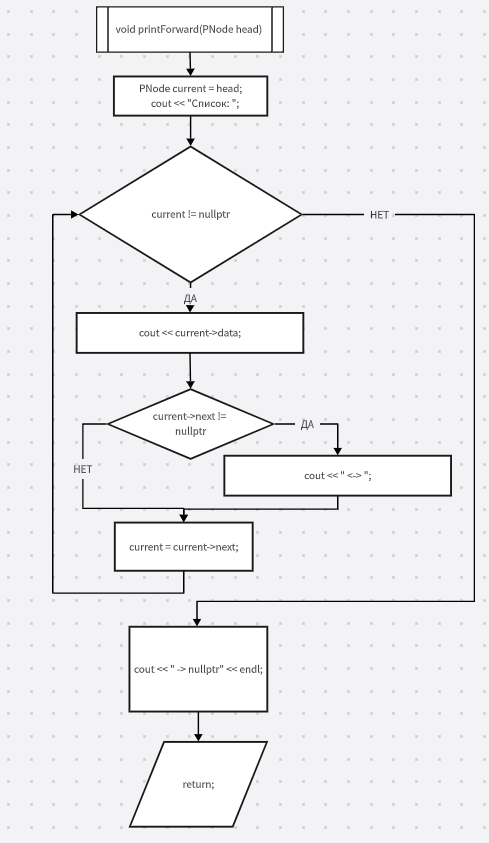 void printForward(PNode head)
PNode current = head;
cout << "Список: ";
current != nullptr
НЕТ
ДА
cout << current->data;
current->next !=
nullptr
ДА
НЕТ
cout << " <-> ";
current = current->next;
cout << " -> nullptr" << endl;
return;